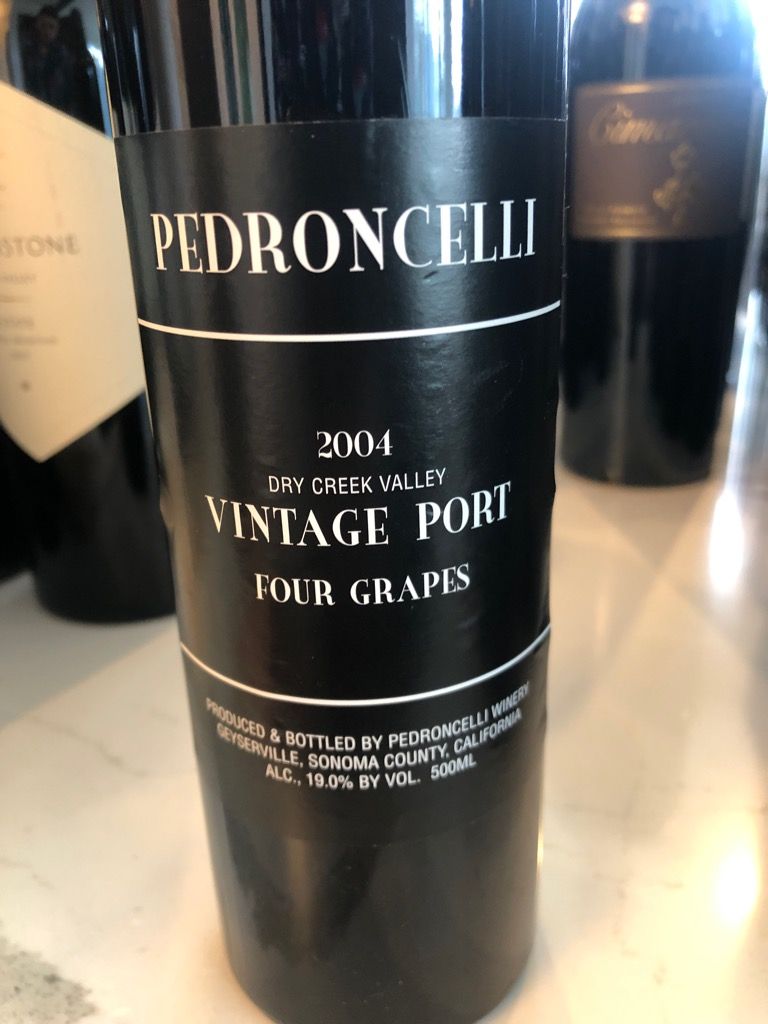 PEDRONCELLI
2004
DRY CREEK VALLEY
VINTAGE PORT
FOUR GRAPES
PRODUCED & BOTTLED BY PEDRONCELLI WINERY
GEYSERVILLE, SONOMA COUNTY, CALIFORNIA
ALC., 19.0% BY VOL. 500ML